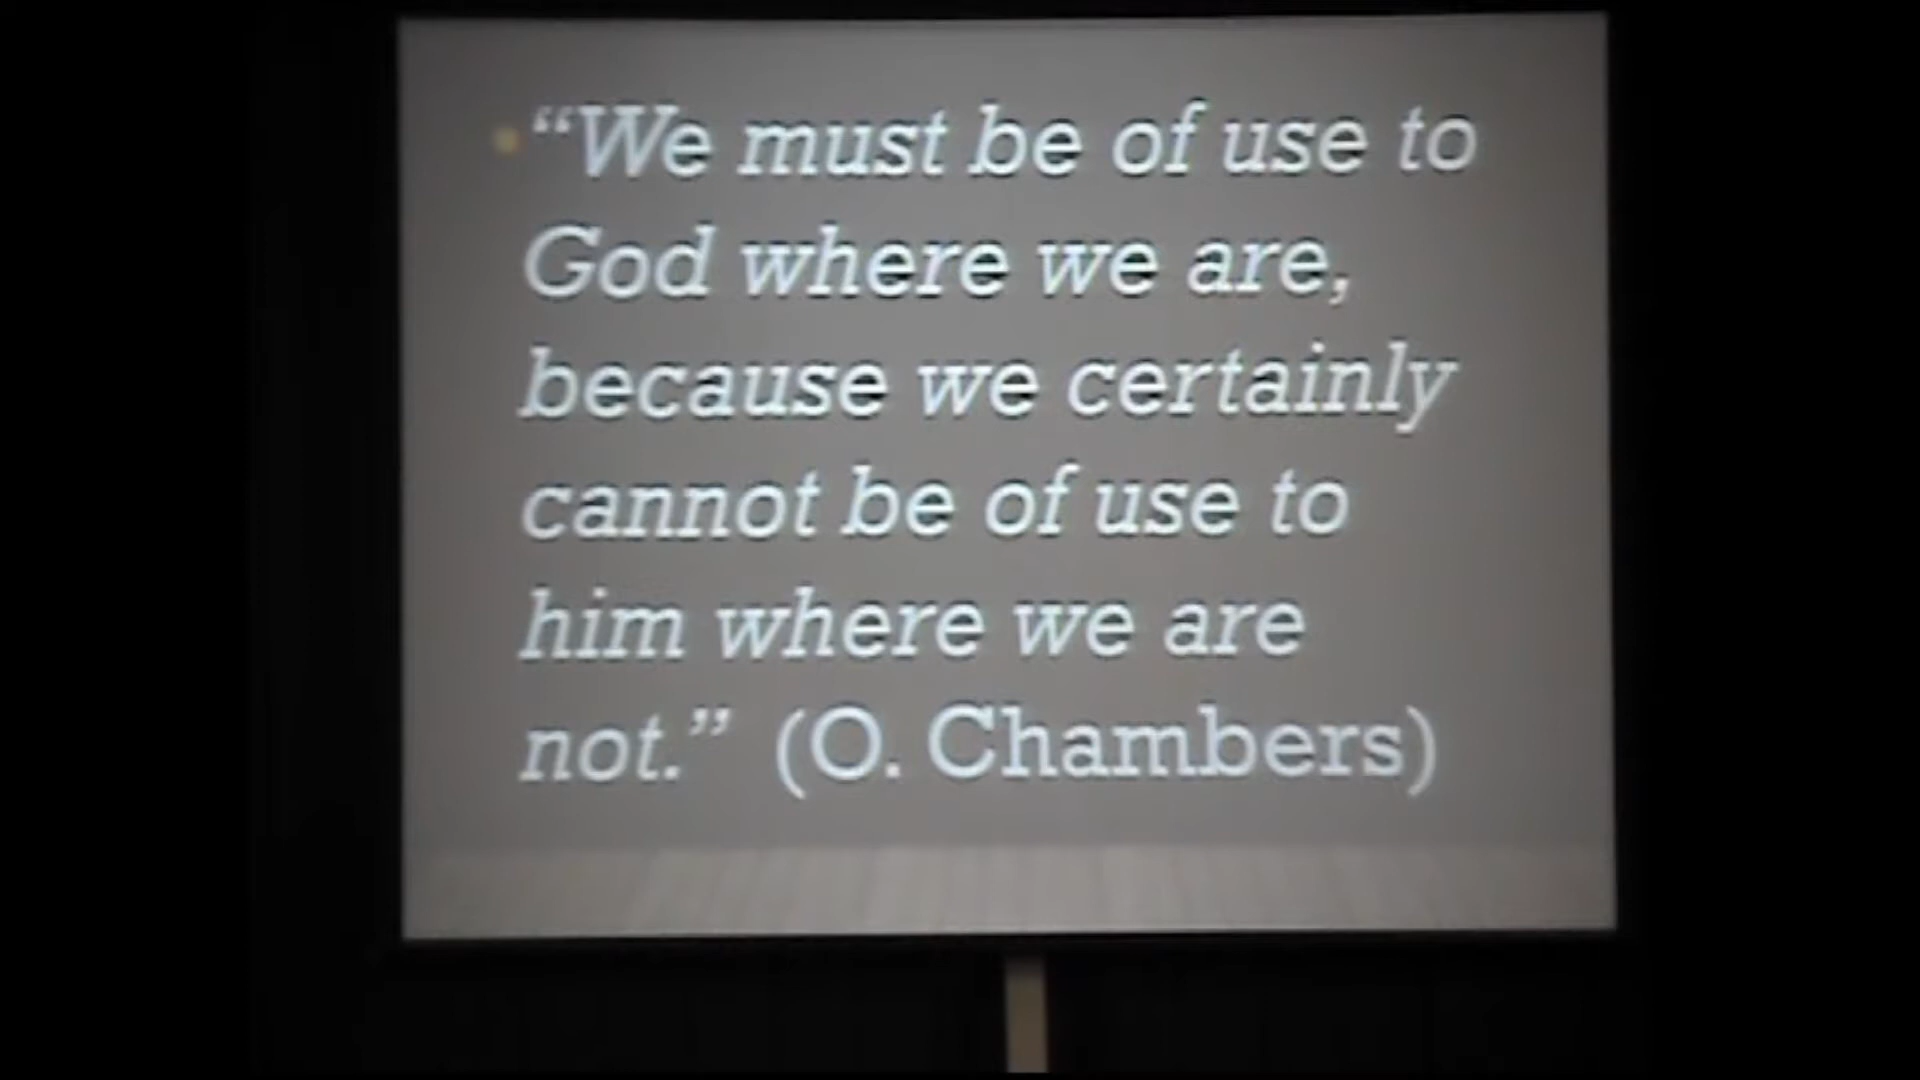 “We must be of use to
God where we are,
because we certainly
cannot be of use to
him where we are
not.” (O. Chambers)